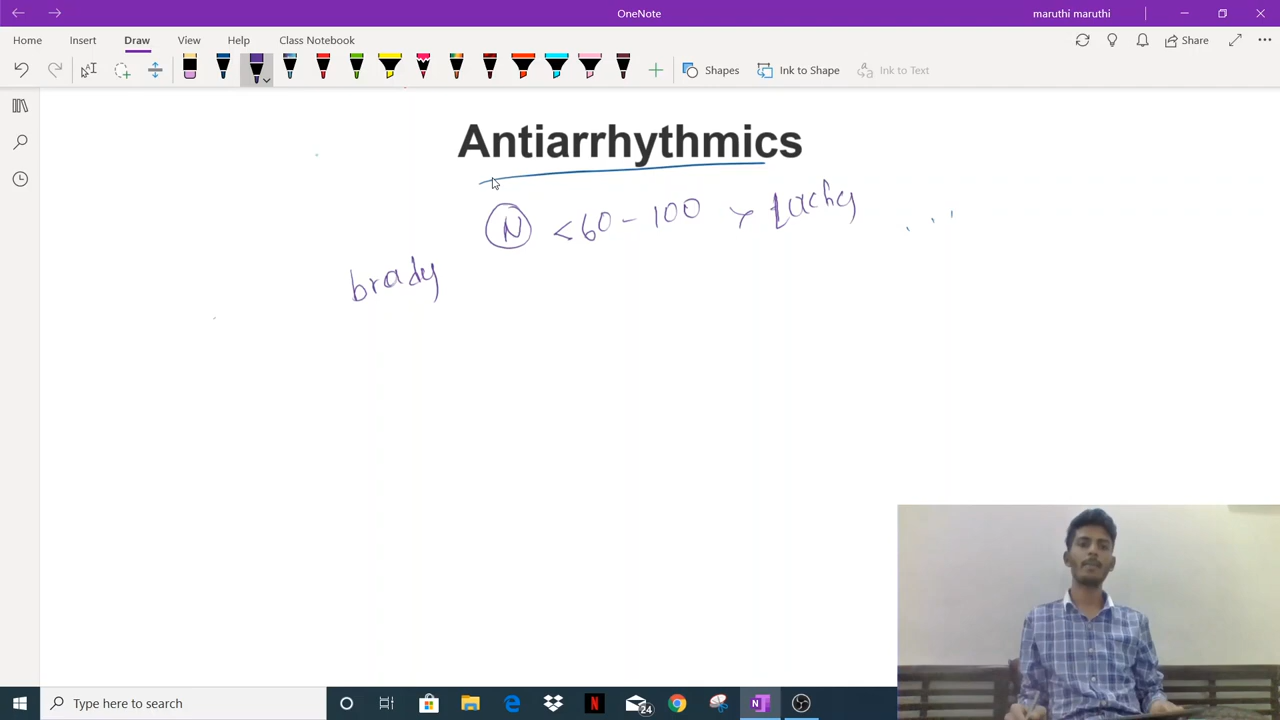 OneNote
maruthi maruthi
Home Insert Draw View Help Class Notebook
Share
Shapes Ink to Shape Ink to Text
Antiarrhythmics
N <60-100 > tachy
brady
Type here to search
24